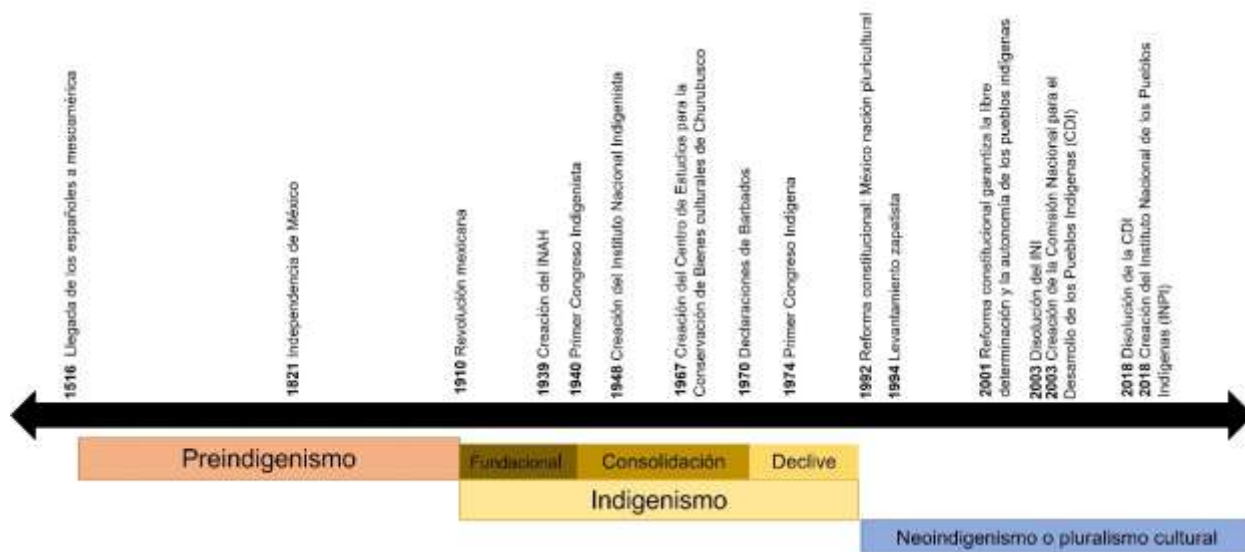 1516 Llegada de los españoles a mesoamérica
1821 Independencia de México
1910 Revolución mexicana
1939 Creación del INAH
1940 Primer Congreso Indigenista
1948 Creación del Instituto Nacional Indigenista
1967 Creación del Centro de Estudios para la
Conservación de Bienes culturales de Churubusco
1970 Declaraciones de Barbados
1974 Primer Congreso Indígena
1992 Reforma constitucional: México nación pluricultural
1994 Levantamiento zapatista
2001 Reforma constitucional garantiza la libre
determinación y la autonomía de los pueblos indígenas
2003 Disolución del INI
2003 Creación de la Comisión Nacional para el
Desarrollo de los Pueblos Indígenas (CDI)
2018 Disolución de la CDI
2018 Creación del Instituto Nacional de los Pueblos
Indígenas (INPI)
Preindigenismo
Fundacional
Consolidación
Declive
Indigenismo
Neoindigenismo o pluralismo cultural